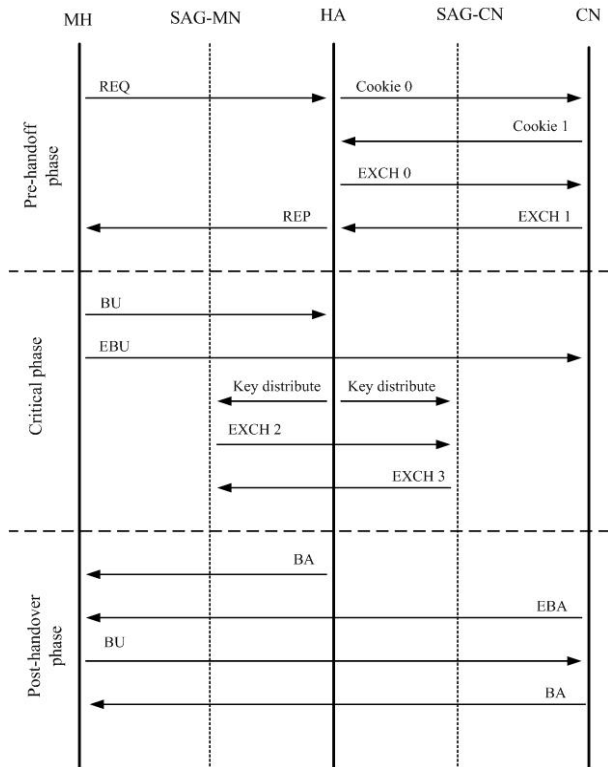 MH SAG-MN HA SAG-CN CN
Pre-handoff
phase
REQ Cookie 0
Cookie 1
EXCH 0
REP EXCH 1
Critical phase
BU
EBU
Key distribute Key distribute
EXCH 2
EXCH 3
Post-handover
phase
BA
EBA
BU
BA